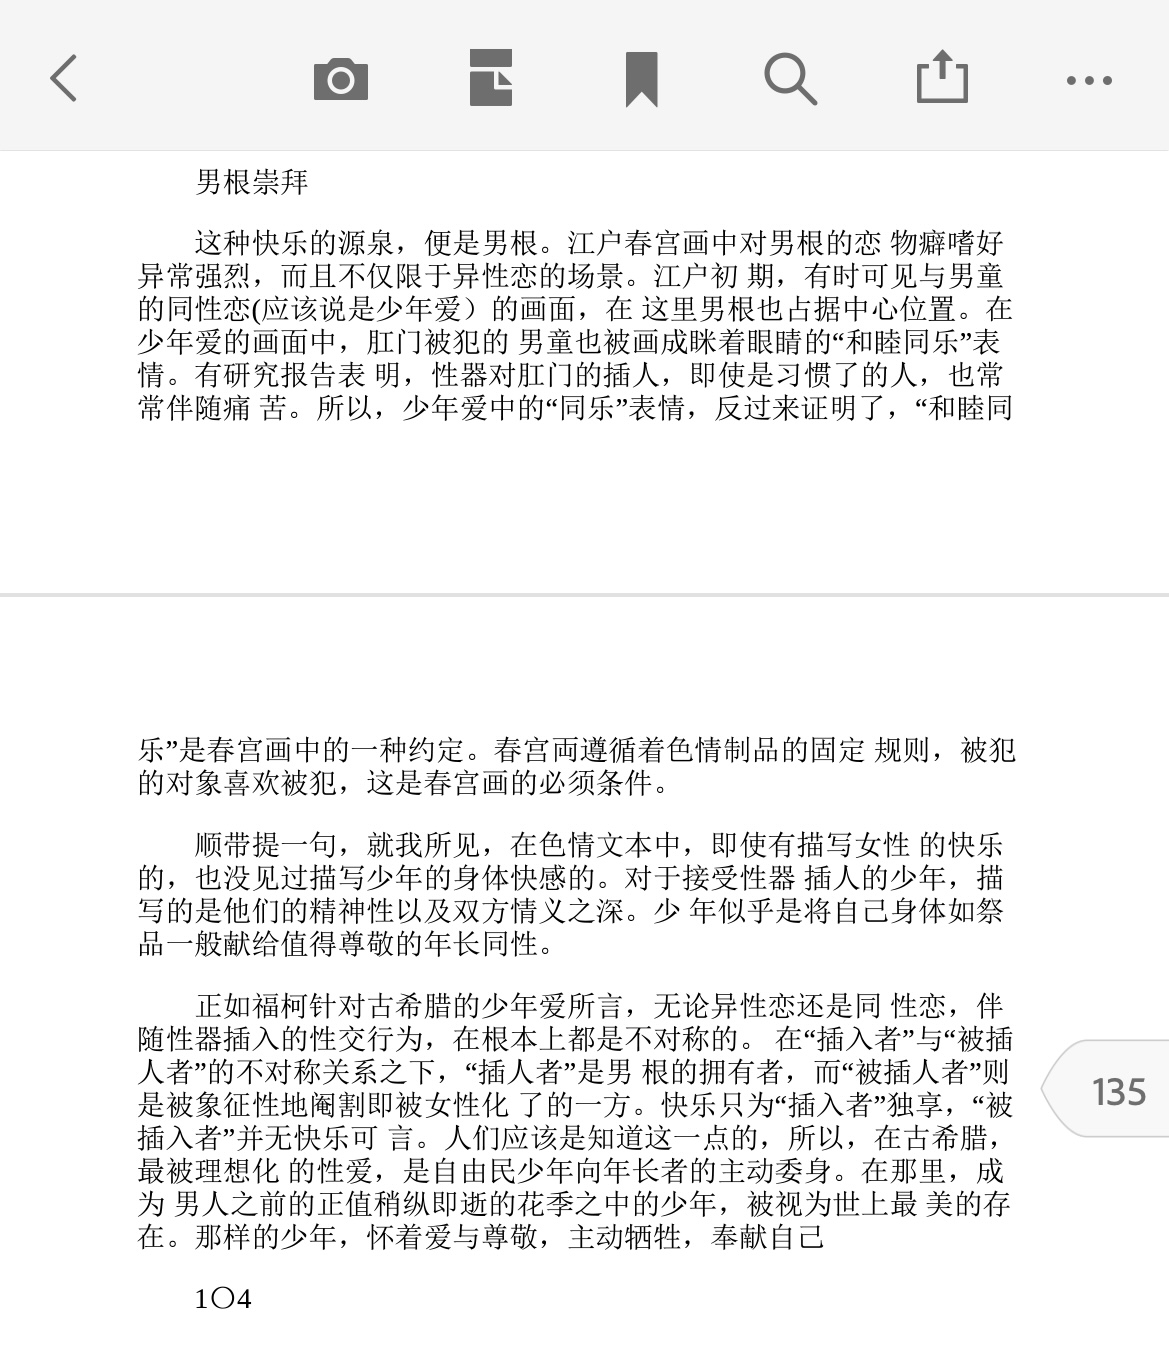 男根崇拜
这种快乐的源泉，便是男根。江户春宫画中对男根的恋 物癖嗜好
异常强烈，而且不仅限于异性恋的场景。江户初 期，有时可见与男童
的同性恋(应该说是少年爱）的画面，在 这里男根也占据中心位置。在
少年爱的画面中，肛门被犯的 男童也被画成眯着眼睛的“和睦同乐”表
情。有研究报告表 明，性器对肛门的插人，即使是习惯了的人，也常
常伴随痛 苦。所以，少年爱中的“同乐”表情，反过来证明了，“和睦同
乐”是春宫画中的一种约定。春宫両遵循着色情制品的固定 规则，被犯
的对象喜欢被犯，这是春宫画的必须条件。
顺带提一句，就我所见，在色情文本中，即使有描写女性 的快乐
的，也没见过描写少年的身体快感的。对于接受性器 插人的少年，描
写的是他们的精神性以及双方情义之深。少 年似乎是将自己身体如祭
品一般献给值得尊敬的年长同性。
正如福柯针对古希腊的少年爱所言，无论异性恋还是同 性恋，伴
随性器插入的性交行为，在根本上都是不对称的。 在“插入者”与“被插
人者”的不对称关系之下，“插人者”是男 根的拥有者，而“被插人者”则
是被象征性地阉割即被女性化 了的一方。快乐只为“插入者”独享，“被
插入者”并无快乐可 言。人们应该是知道这一点的，所以，在古希腊，
最被理想化 的性爱，是自由民少年向年长者的主动委身。在那里，成
为 男人之前的正值稍纵即逝的花季之中的少年，被视为世上最 美的存
在。那样的少年，怀着爱与尊敬，主动牺牲，奉献自己
135
1〇4